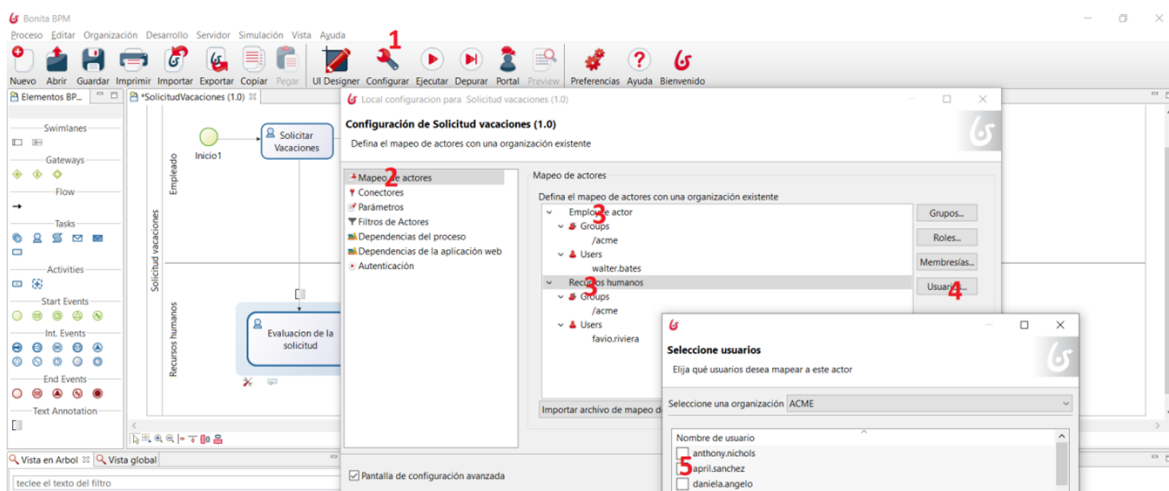 Bonita BPM
Proceso Editar Organización Desarrollo Servidor Simulación Vista Ayuda
1
Nuevo Abrir Guardar Imprimir Importar Exportar Copiar Pegar UI Designer Configurar Ejecutar Depurar Portal Preview Preferencias Ayuda Bienvenido
Elementos BP...
*SolicitudVacaciones (1.0)
Swimlanes
Gateways
Flow
Tasks
Activities
Start Events
Int. Events
End Events
Text Annotation
Solicitud vacaciones
Empleado
Inicio1
Solicitar
Vacaciones
Recursos humanos
Evaluacion de la
solicitud
Vista en Arbol
Vista global
teclee el texto del filtro
Local configuracion para Solicitud vacaciones (1.0)
Configuración de Solicitud vacaciones (1.0)
Defina el mapeo de actores con una organización existente
Mapeo de actores
2
Conectores
Parámetros
Filtros de Actores
Dependencias del proceso
Dependencias de la aplicación web
Autenticación
Mapeo de actores
Defina el mapeo de actores con una organización existente
Employee actor
3
Groups
/acme
Users
walter.bates
Recursos humanos
3
Groups
/acme
Users
favio.riviera
Grupos...
Roles...
Membresías...
Usuarios...
4
Importar archivo de mapeo d
Pantalla de configuración avanzada
Seleccione usuarios
Elija qué usuarios desea mapear a este actor
Seleccione una organización ACME
Nombre de usuario
anthony.nichols
5
april.sanchez
daniela.angelo